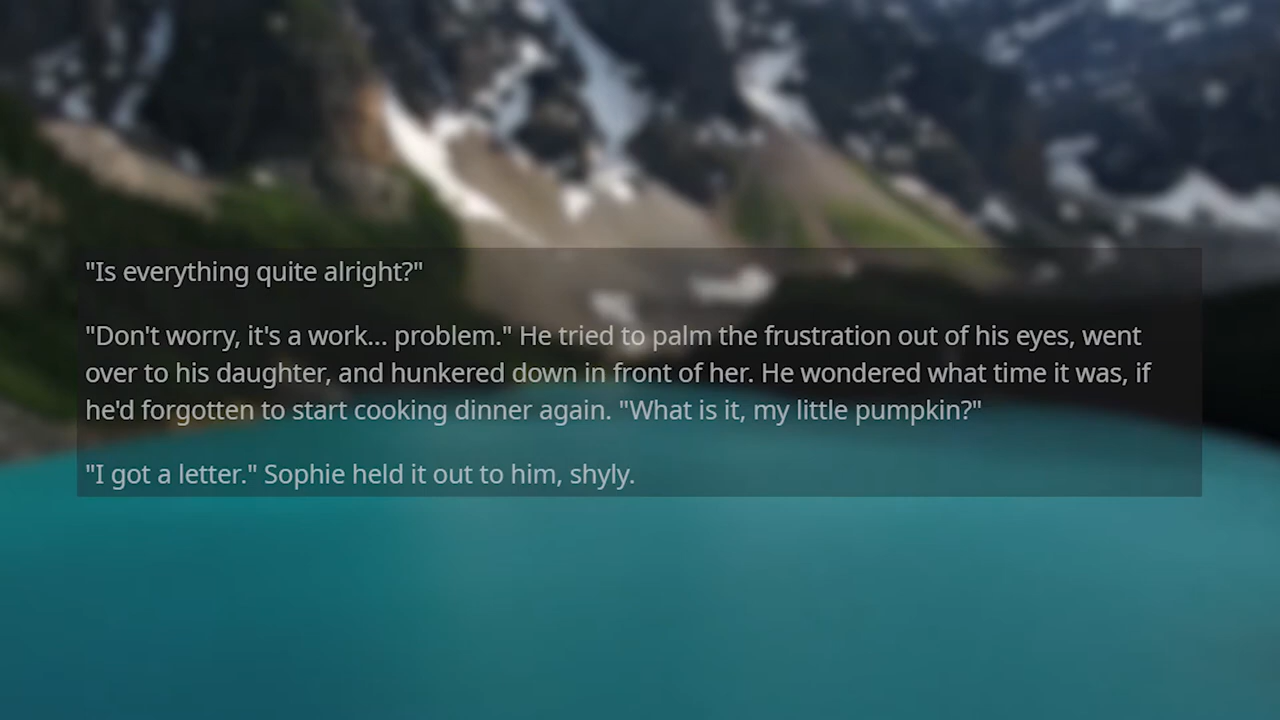 "Is everything quite alright?"
"Don't worry, it's a work... problem." He tried to palm the frustration out of his eyes, went
over to his daughter, and hunkered down in front of her. He wondered what time it was, if
he'd forgotten to start cooking dinner again. "What is it, my little pumpkin?"
"I got a letter." Sophie held it out to him, shyly.